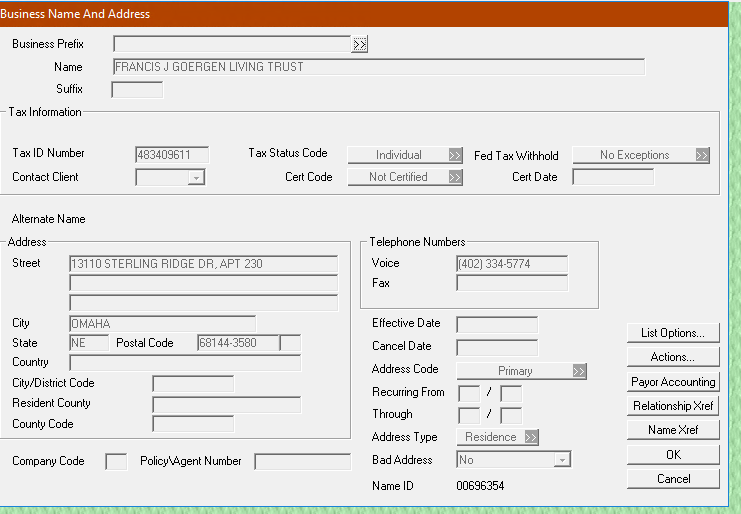 Business Name And Address
Business Prefix >>
Name FRANCIS J GOERGEN LIVING TRUST
Suffix
Tax Information
Tax ID Number 483409611 Tax Status Code Individual >> Fed Tax Withhold No Exceptions >>
Contact Client Cert Code Not Certified >> Cert Date
Alternate Name
Address Telephone Numbers
Street 13110 STERLING RIDGE DR, APT 230 Voice (402) 334-5774
Fax
City OMAHA Effective Date List Options...
State NE Postal Code 68144-3580 Cancel Date Actions...
Country Address Code Primary >>
City/District Code Recurring From / Payor Accounting
Resident County Through / Relationship Xref
County Code Address Type Residence >> Name Xref
Company Code Policy\Agent Number Bad Address No OK
Name ID 00696354 Cancel